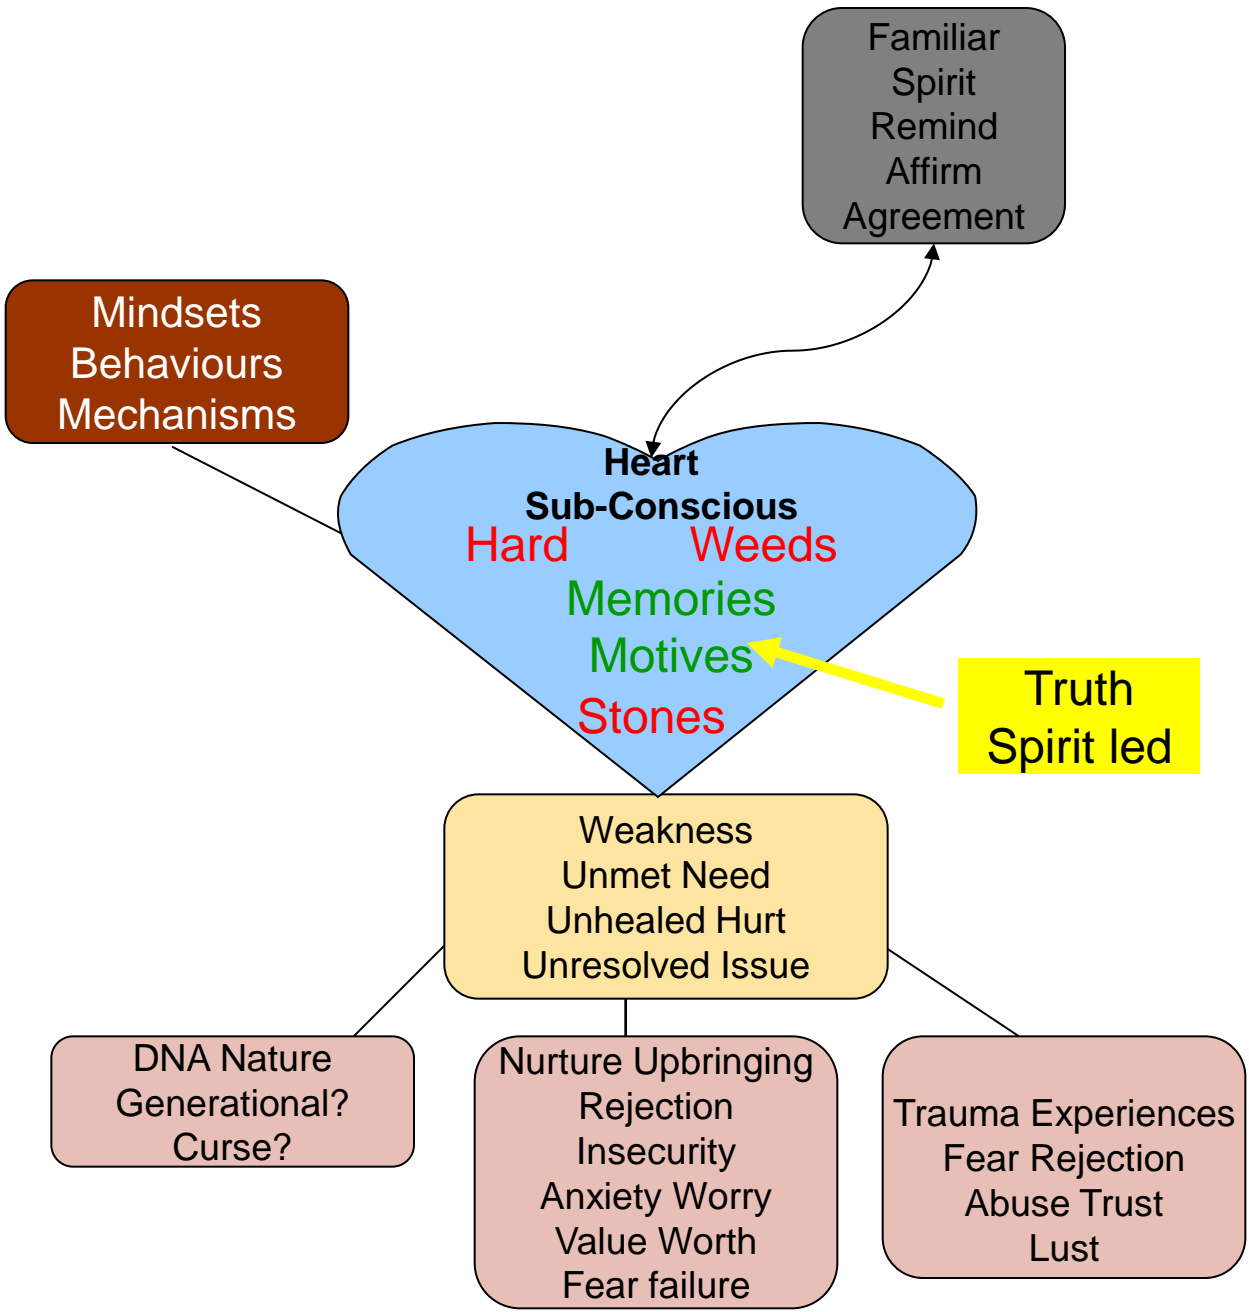 Familiar
Spirit
Remind
Affirm
Agreement
Mindsets
Behaviours
Mechanisms
Heart
Sub-Conscious
Hard Weeds
Memories
Motives
Stones
Truth
Spirit led
Weakness
Unmet Need
Unhealed Hurt
Unresolved Issue
DNA Nature
Generational?
Curse?
Nurture Upbringing
Rejection
Insecurity
Anxiety Worry
Value Worth
Fear failure
Trauma Experiences
Fear Rejection
Abuse Trust
Lust